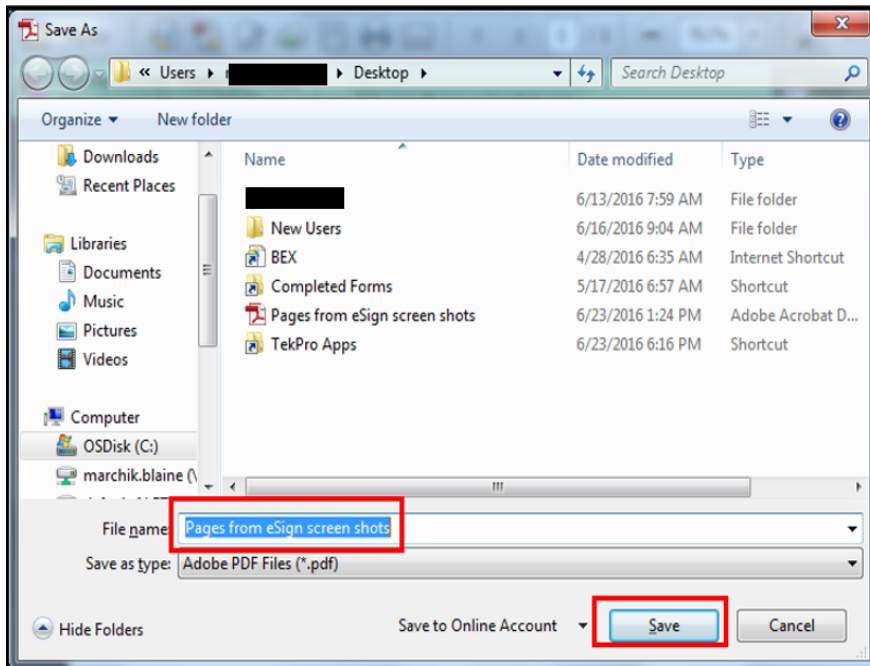 Save As
« Users ▸ ▸ Desktop ▸ Search Desktop
Organize New folder
Downloads
Recent Places
Libraries
Documents
Music
Pictures
Videos
Computer
OSDisk (C:)
marchik.blaine (\
Name Date modified Type
6/13/2016 7:59 AM File folder
New Users 6/16/2016 9:04 AM File folder
BEX 4/28/2016 6:35 AM Internet Shortcut
Completed Forms 5/17/2016 6:57 AM Shortcut
Pages from eSign screen shots 6/23/2016 1:24 PM Adobe Acrobat D...
TekPro Apps 6/23/2016 6:16 PM Shortcut
File name: Pages from eSign screen shots
Save as type: Adobe PDF Files (*.pdf)
Hide Folders Save to Online Account Save Cancel